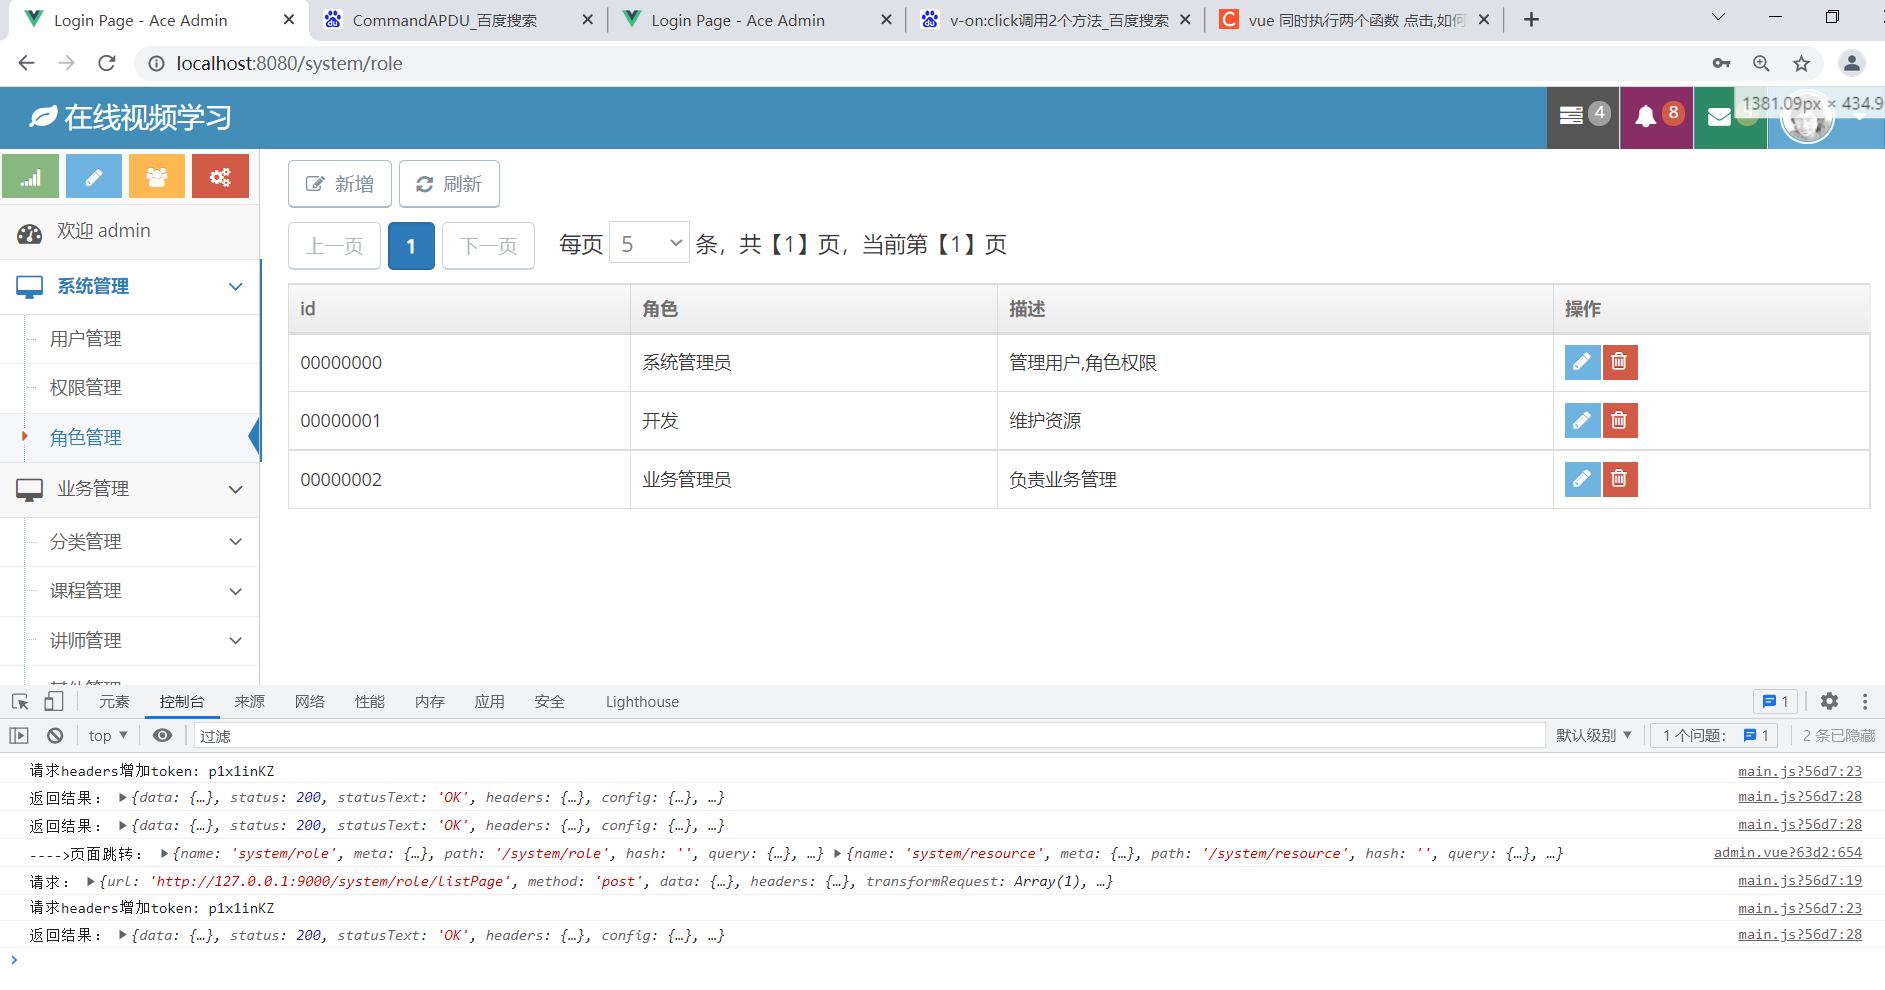 Login Page - Ace Admin
CommandAPDU_百度搜索
Login Page - Ace Admin
v-on:click调用2个方法_百度搜索
vue 同时执行两个函数 点击,如何
localhost:8080/system/role
在线视频学习
4
8
5
1381.09px × 434.9
欢迎 admin
系统管理
用户管理
权限管理
角色管理
业务管理
分类管理
课程管理
讲师管理
新增
刷新
上一页 1 下一页 每页 5 条，共【1】页，当前第【1】页
id 角色 描述 操作
00000000 系统管理员 管理用户,角色权限
00000001 开发 维护资源
00000002 业务管理员 负责业务管理
元素 控制台 来源 网络 性能 内存 应用 安全 Lighthouse 1
top 过滤 默认级别 1 个问题： 1 2 条已隐藏
请求headers增加token: p1x1inKZ main.js?56d7:23
返回结果： ▶{data: {…}, status: 200, statusText: 'OK', headers: {…}, config: {…}, …} main.js?56d7:28
返回结果： ▶{data: {…}, status: 200, statusText: 'OK', headers: {…}, config: {…}, …} main.js?56d7:28
---->页面跳转： ▶{name: 'system/role', meta: {…}, path: '/system/role', hash: '', query: {…}, …} ▶{name: 'system/resource', meta: {…}, path: '/system/resource', hash: '', query: {…}, …} admin.vue?63d2:654
请求： ▶{url: 'http://127.0.0.1:9000/system/role/listPage', method: 'post', data: {…}, headers: {…}, transformRequest: Array(1), …} main.js?56d7:19
请求headers增加token: p1x1inKZ main.js?56d7:23
返回结果： ▶{data: {…}, status: 200, statusText: 'OK', headers: {…}, config: {…}, …} main.js?56d7:28